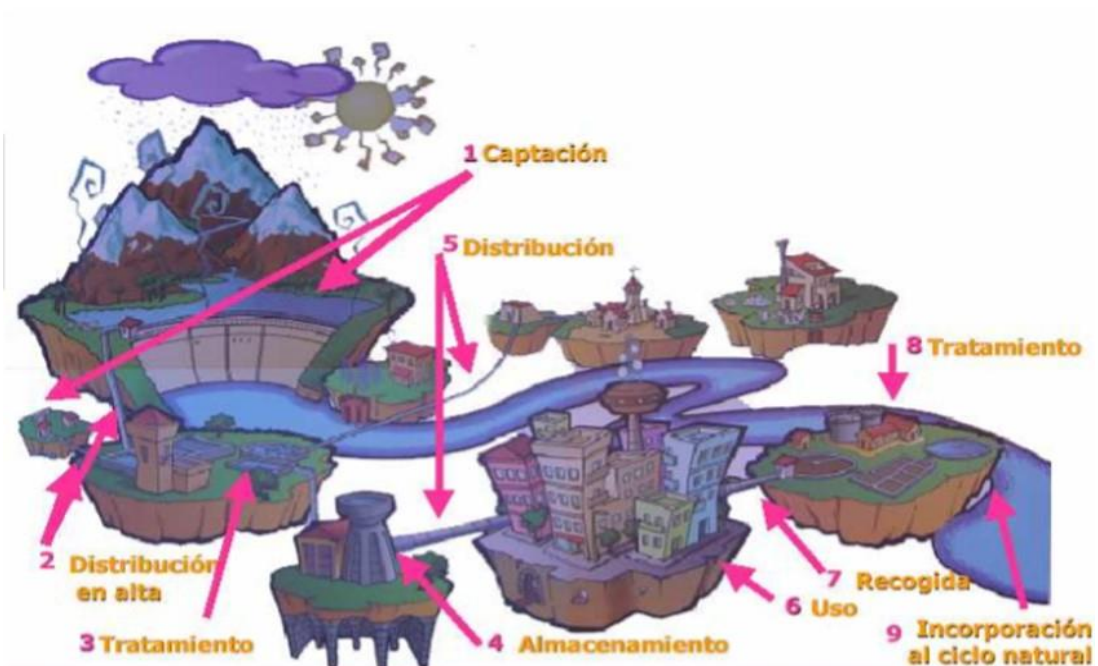 1 Captación
5 Distribución
8 Tratamiento
2 Distribución
en alta
3 Tratamiento
4 Almacenamiento
6 Uso
7 Recogida
9 Incorporación
al ciclo natural